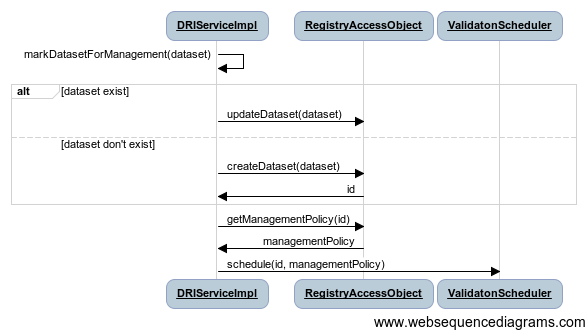 DRIServiceImpl RegistryAccessObject ValidatonScheduler
markDatasetForManagement(dataset)
alt [dataset exist]
updateDataset(dataset)
[dataset don't exist]
createDataset(dataset)
id
getManagementPolicy(id)
managementPolicy
schedule(id, managementPolicy)
DRIServiceImpl RegistryAccessObject ValidatonScheduler
www.websequencediagrams.com